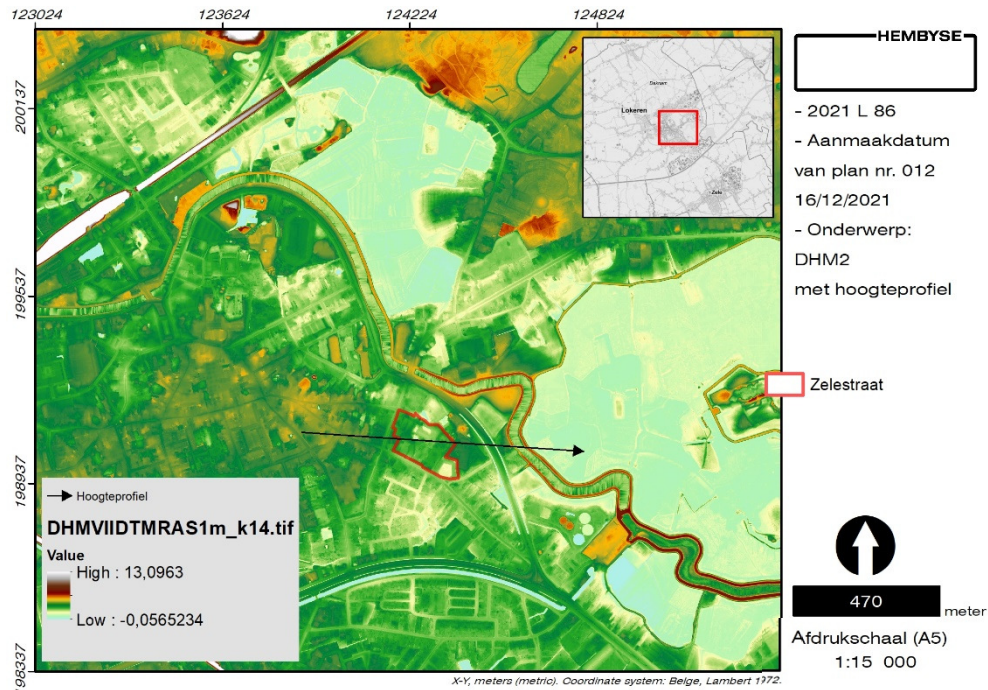 123024
123624
124224
124824
200137
199537
198937
198337
Daknam
Lokeren
Zele
HEMBYSE
- 2021 L 86
- Aanmaakdatum
van plan nr. 012
16/12/2021
- Onderwerp:
DHM2
met hoogteprofiel
Zelestraat
Hoogteprofiel
DHMVIIDTMRAS1m_k14.tif
Value
High : 13,0963
Low : -0,0565234
470
meter
Afdrukschaal (A5)
1:15 000
X-Y, meters (metric). Coordinate system: Belge, Lambert 1972.